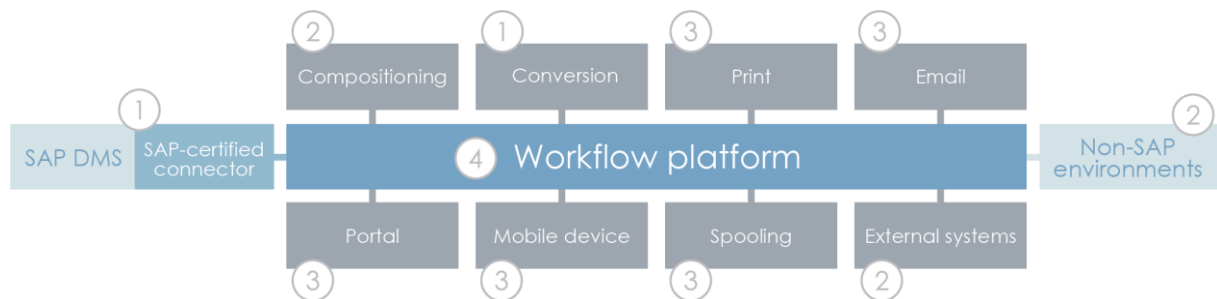 2
1
3
3
Compositioning
Conversion
Print
Email
1
2
SAP DMS
SAP-certified
connector
4
Workflow platform
Non-SAP
environments
Portal
Mobile device
Spooling
External systems
3
3
3
2